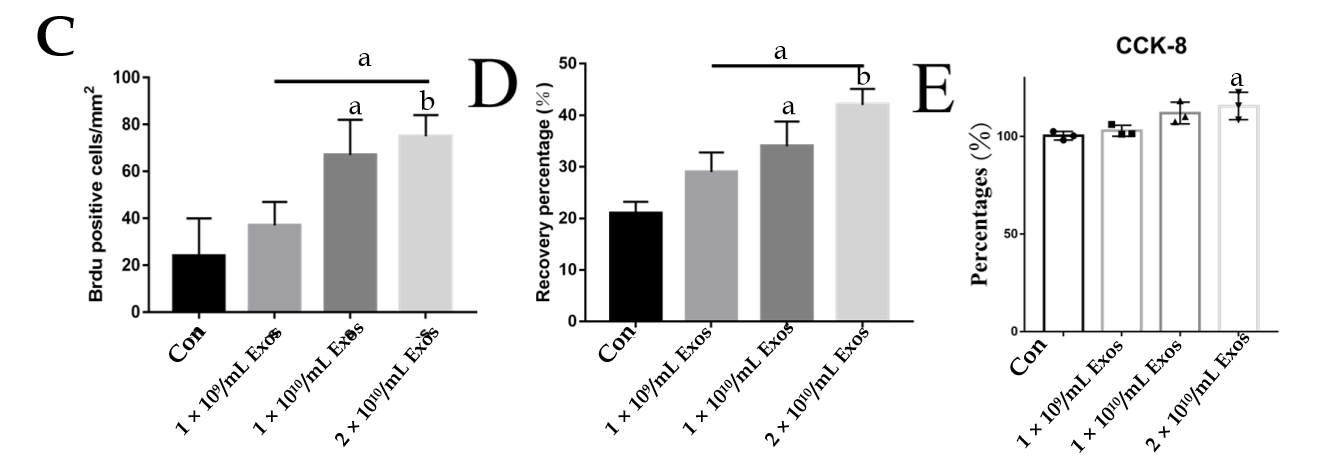 C
a
100
80
60
40
20
0
Brdu positive cells/mm²
a
b
Con
1 × 10⁹/mL Exos
1 × 10¹⁰/mL Exos
2 × 10¹⁰/mL Exos
D
a
50
40
30
20
10
0
Recovery percentage (%)
a
b
Con
1 × 10⁹/mL Exos
1 × 10¹⁰/mL Exos
2 × 10¹⁰/mL Exos
E
CCK-8
a
100
50
0
Percentages (%)
Con
1 × 10⁹/mL Exos
1 × 10¹⁰/mL Exos
2 × 10¹⁰/mL Exos